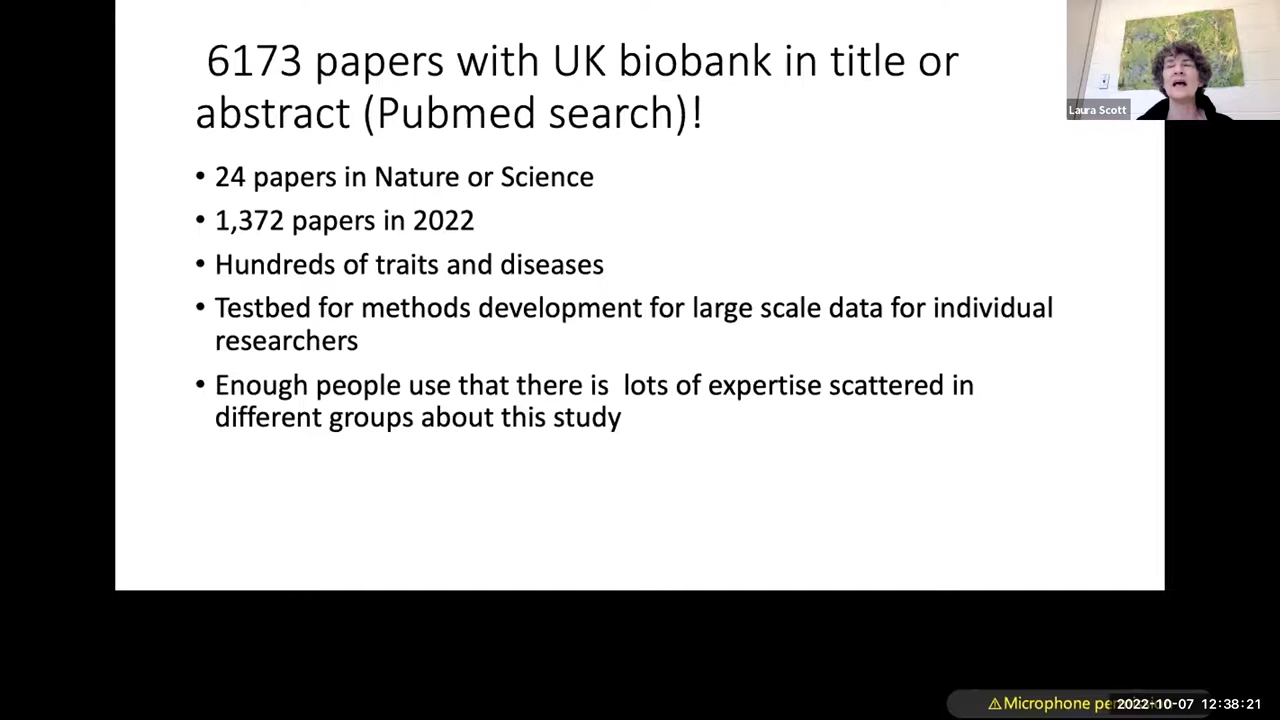 6173 papers with UK biobank in title or
abstract (Pubmed search)!
• 24 papers in Nature or Science
• 1,372 papers in 2022
• Hundreds of traits and diseases
• Testbed for methods development for large scale data for individual
researchers
• Enough people use that there is lots of expertise scattered in
different groups about this study
Laura Scott
⚠Microphone
2022-10-07 12:38:21